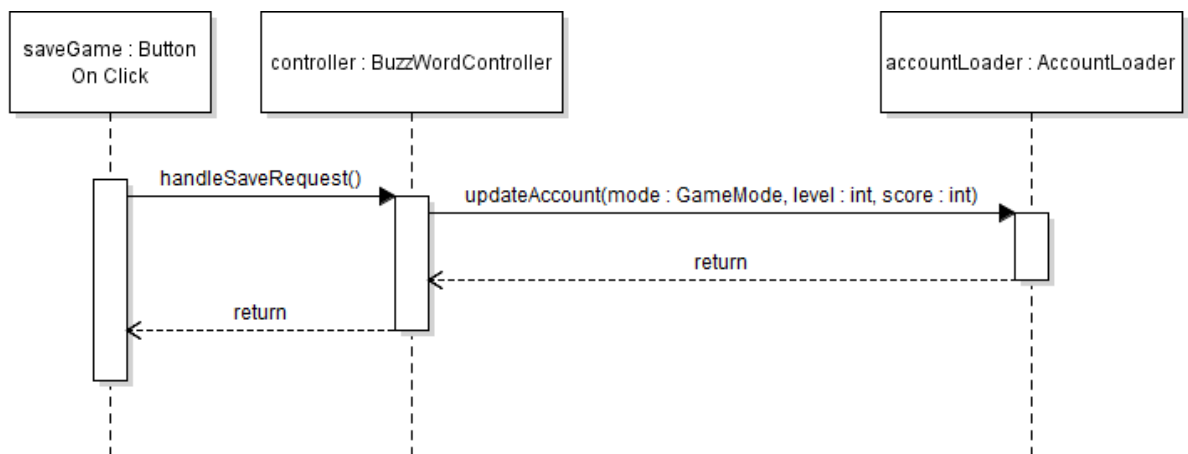 saveGame : Button
On Click
controller : BuzzWordController
accountLoader : AccountLoader
handleSaveRequest()
updateAccount(mode : GameMode, level : int, score : int)
return
return